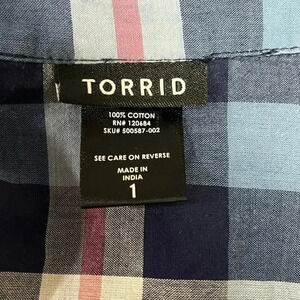 TORRID
100% COTTON
RN# 120684
SKU# 500587-002
SEE CARE ON REVERSE
MADE IN
INDIA
1